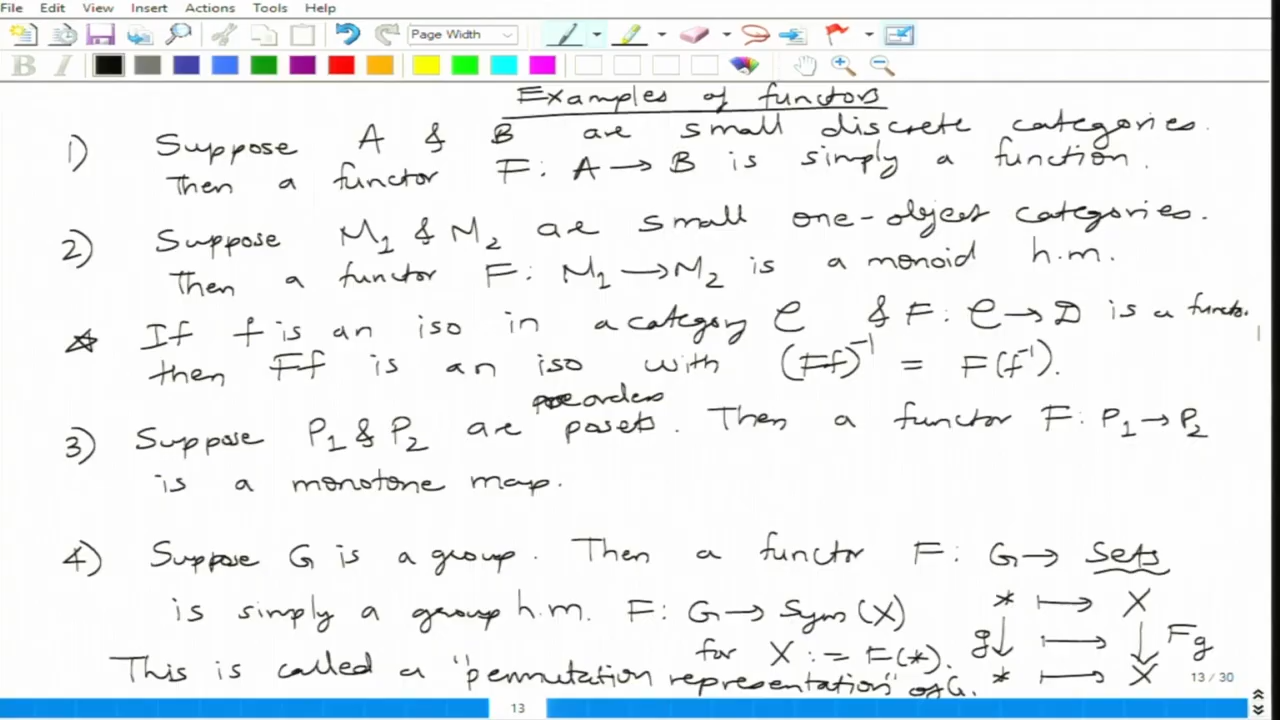 File Edit View Insert Actions Tools Help
Page Width
B I
Examples of functors
1) Suppose A & B are small discrete categories.
Then a functor F: A → B is simply a function.
2) Suppose M₁ & M₂ are small one-object categories.
Then a functor F: M₁ → M₂ is a monoid h.m.
☆ If f is an iso in a category C & F: C → D is a functor.
then Ff is an iso with (Ff)⁻¹ = F(f⁻¹).
preorders
3) Suppose P₁ & P₂ are posets. Then a functor F: P₁ → P₂
is a monotone map.
4) Suppose G is a group. Then a functor F: G → Sets
is simply a group h.m. F: G → Sym(X) * ↦ X
for X := F(*). g ↓ ↦ ↓ Fg
This is called a "permutation representation" of G. * ↦ X
13 / 30
13